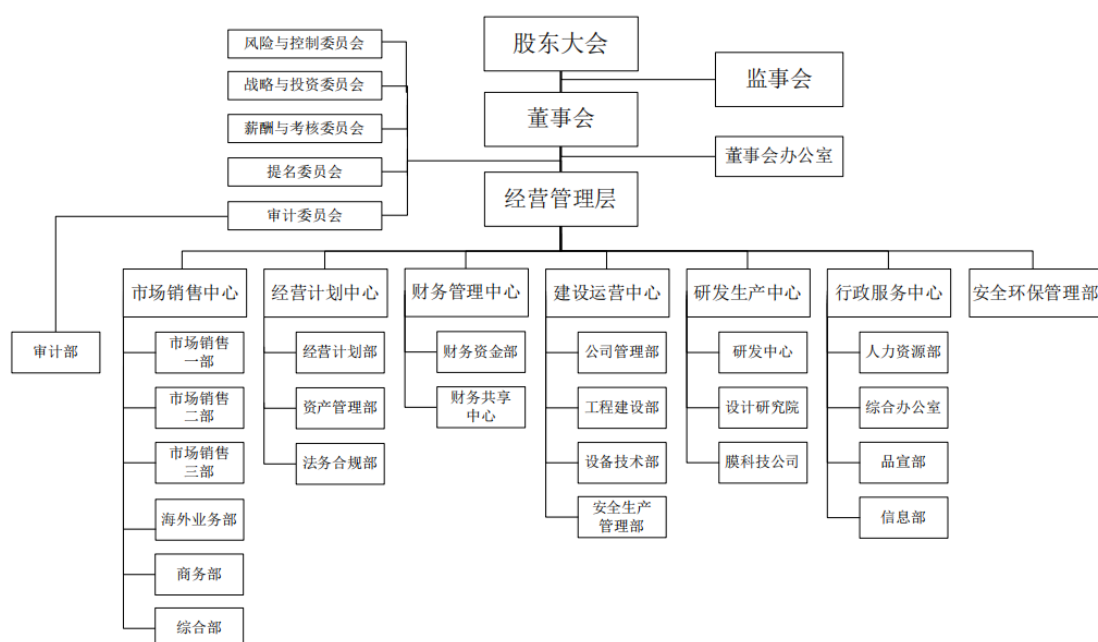 股东大会
风险与控制委员会
监事会
战略与投资委员会
董事会
薪酬与考核委员会
董事会办公室
提名委员会
经营管理层
审计委员会
市场销售中心
经营计划中心
财务管理中心
建设运营中心
研发生产中心
行政服务中心
安全环保管理部
审计部
市场销售
一部
经营计划部
财务资金部
公司管理部
研发中心
人力资源部
市场销售
二部
资产管理部
财务共享
中心
工程建设部
设计研究院
综合办公室
市场销售
三部
法务合规部
设备技术部
膜科技公司
品宣部
海外业务部
安全生产
管理部
信息部
商务部
综合部